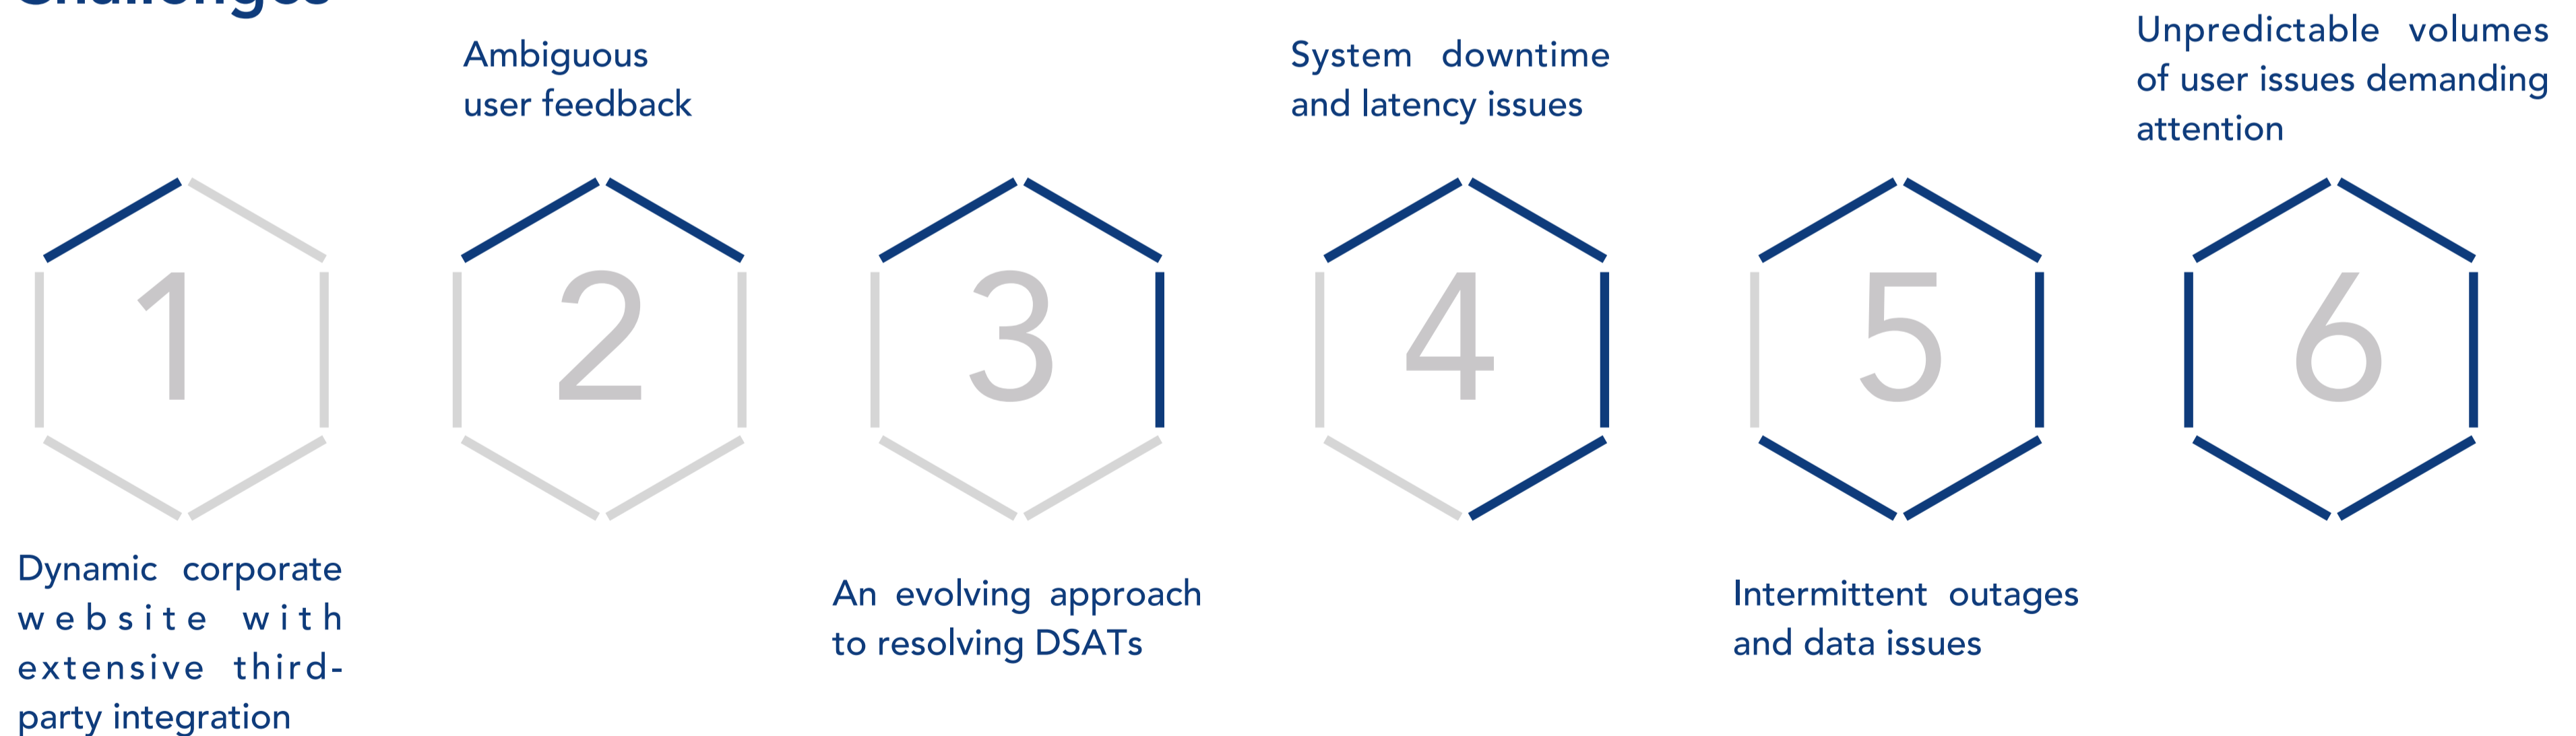 Challenges
1
Dynamic corporate
website with
extensive third-
party integration
Ambiguous
user feedback
2
3
An evolving approach
to resolving DSATs
System downtime
and latency issues
4
5
Intermittent outages
and data issues
Unpredictable volumes
of user issues demanding
attention
6